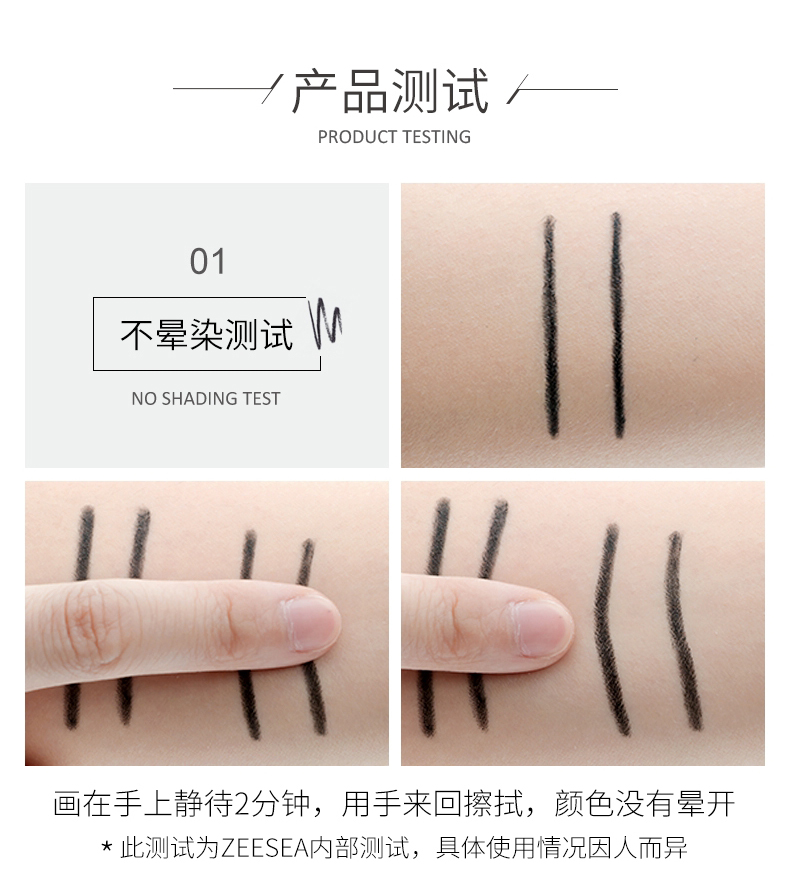 产品测试
PRODUCT TESTING
01
不晕染测试
NO SHADING TEST
画在手上静待2分钟，用手来回擦拭，颜色没有晕开
* 此测试为ZEESEA内部测试，具体使用情况因人而异